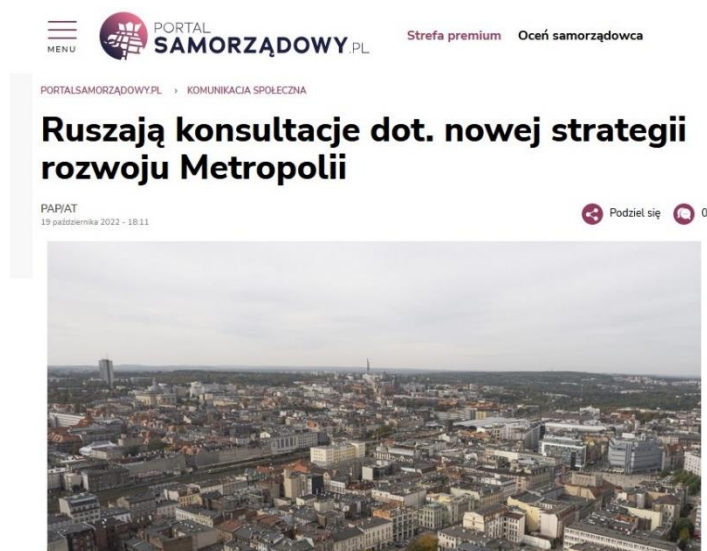 MENU
PORTAL
SAMORZĄDOWY.PL
Strefa premium
Oceń samorządowca
PORTALSAMORZĄDOWY.PL › KOMUNIKACJA SPOŁECZNA
Ruszają konsultacje dot. nowej strategii
rozwoju Metropolii
PAP/AT
19 października 2022 - 18:11
Podziel się
0